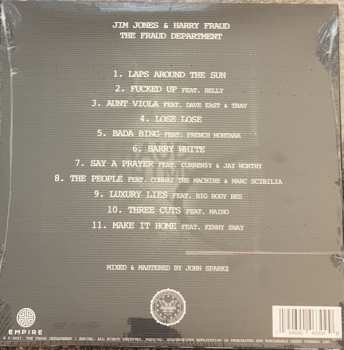 JIM JONES & HARRY FRAUD
THE FRAUD DEPARTMENT
1. LAPS AROUND THE SUN
2. FUCKED UP FEAT. RELLY
3. AUNT VIOLA FEAT. DAVE EAST & TRAV
4. LOSE LOSE
5. BADA BING FEAT. FRENCH MONTANA
6. BARRY WHITE
7. SAY A PRAYER FEAT. CURREN$Y & JAY WORTHY
8. THE PEOPLE FEAT. CONWAY THE MACHINE & MARC SCIBILIA
9. LUXURY LIES FEAT. BIG BODY BES
10. THREE CUTS FEAT. MAINO
11. MAKE IT HOME FEAT. KENNY SHAY
MIXED & MASTERED BY JOHN SPARKZ
EMPIRE